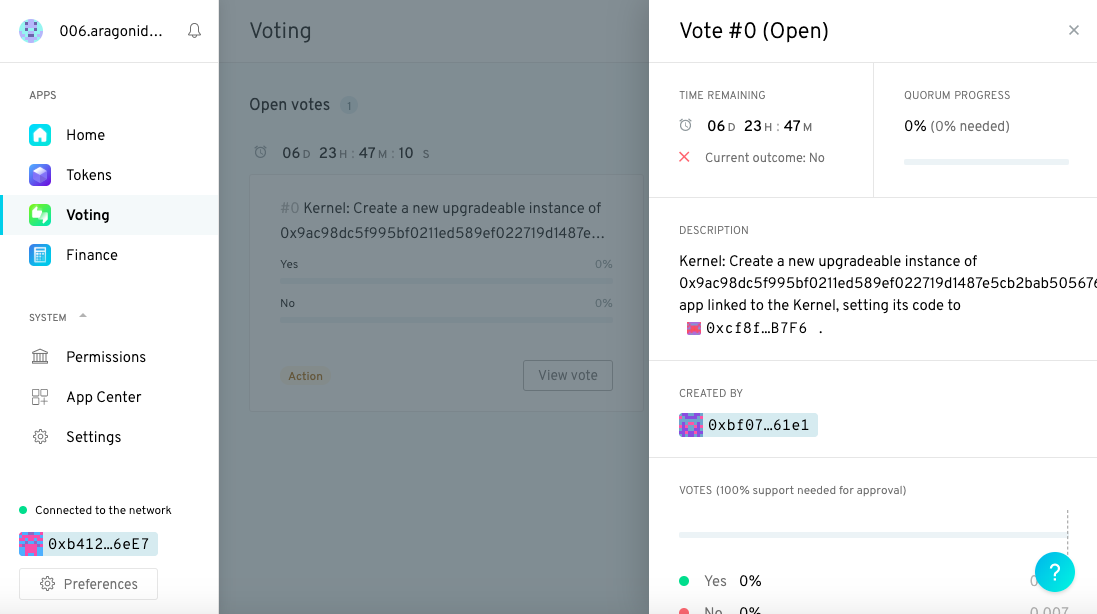 006.aragonid...
APPS
Home
Tokens
Voting
Finance
SYSTEM
Permissions
App Center
Settings
Connected to the network
0xb412…6eE7
Preferences
Voting
Open votes 1
06 D 23 H : 47 M : 10 S
#0 Kernel: Create a new upgradeable instance of
0x9ac98dc5f995bf0211ed589ef022719d1487e...
Yes 0%
No 0%
Action
View vote
Vote #0 (Open)
TIME REMAINING
06 D 23 H : 47 M
Current outcome: No
QUORUM PROGRESS
0% (0% needed)
DESCRIPTION
Kernel: Create a new upgradeable instance of
0x9ac98dc5f995bf0211ed589ef022719d1487e5cb2bab50567
app linked to the Kernel, setting its code to
0xcf8f…B7F6 .
CREATED BY
0xbf07…61e1
VOTES (100% support needed for approval)
Yes 0%
?
No 0% 0.007